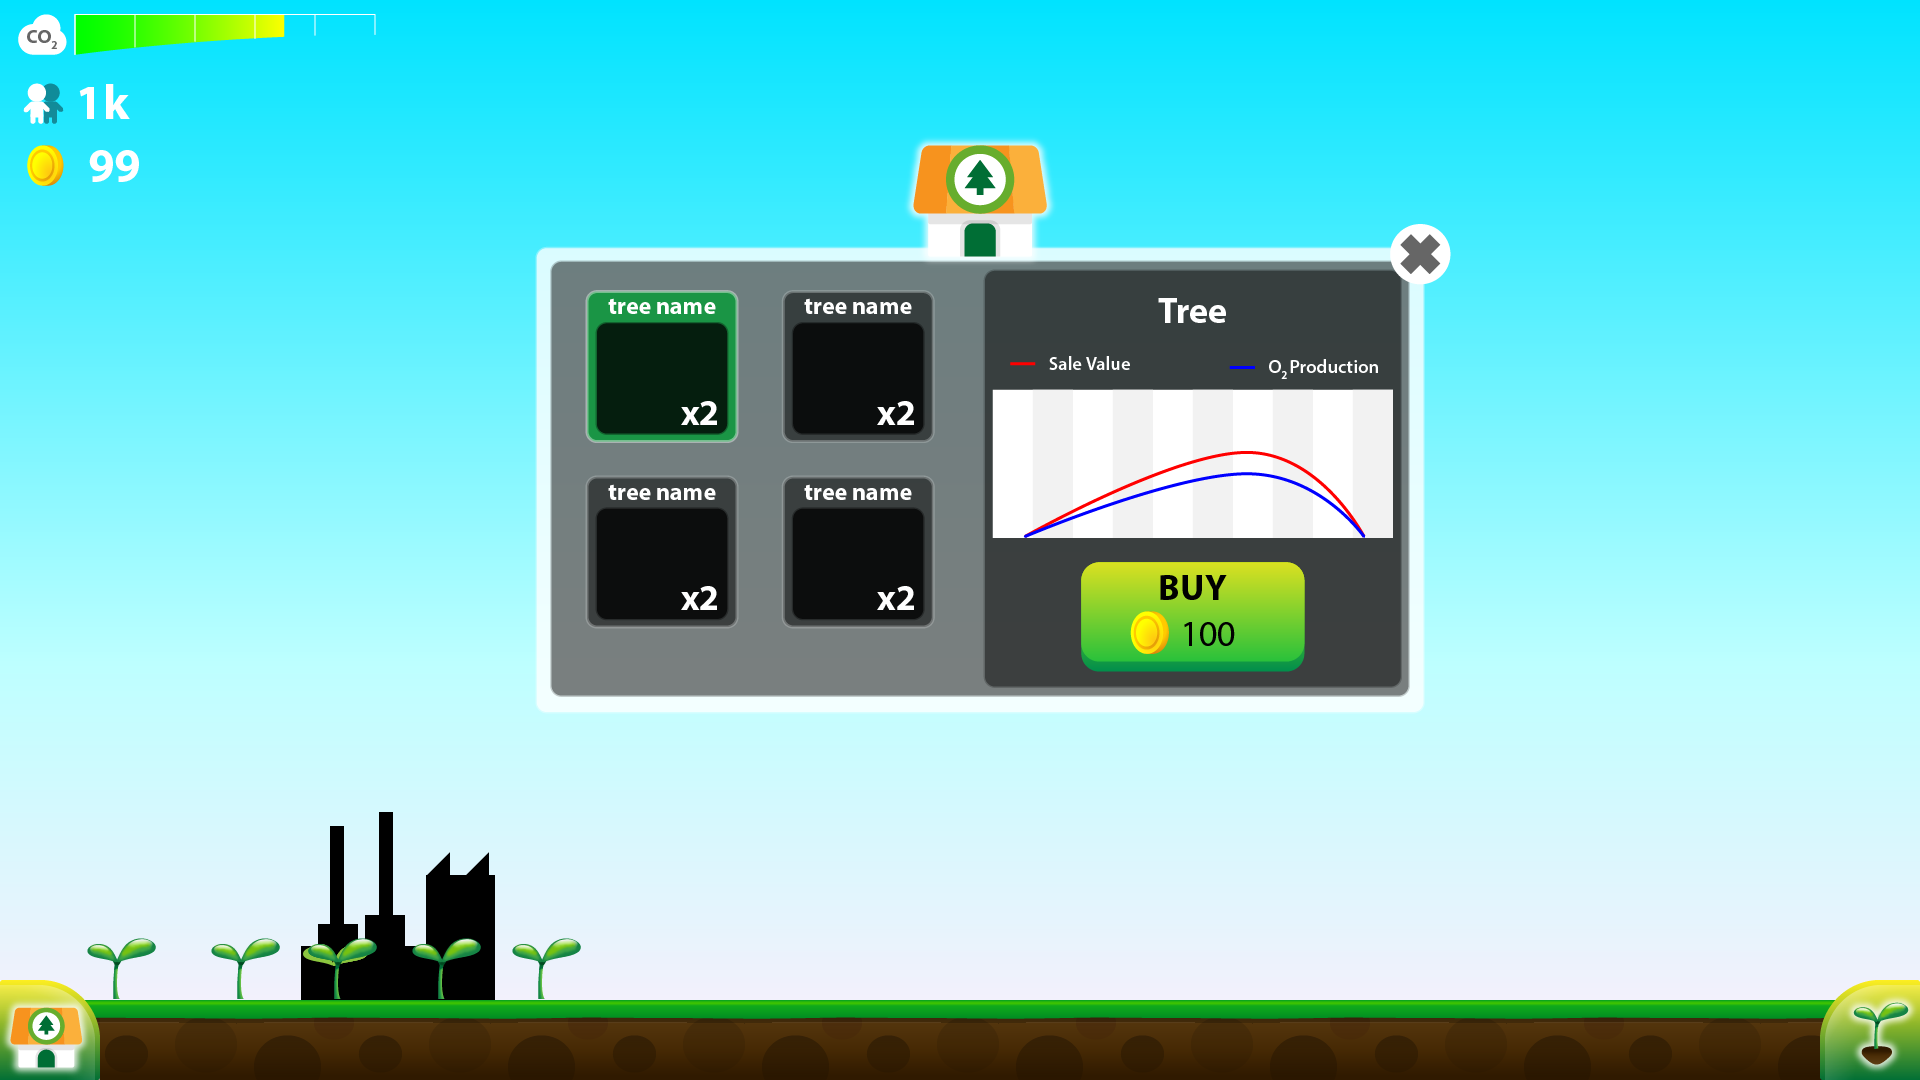 CO2
1k
99
tree name
x2
tree name
x2
tree name
x2
tree name
x2
Tree
Sale Value
O2 Production
BUY
100